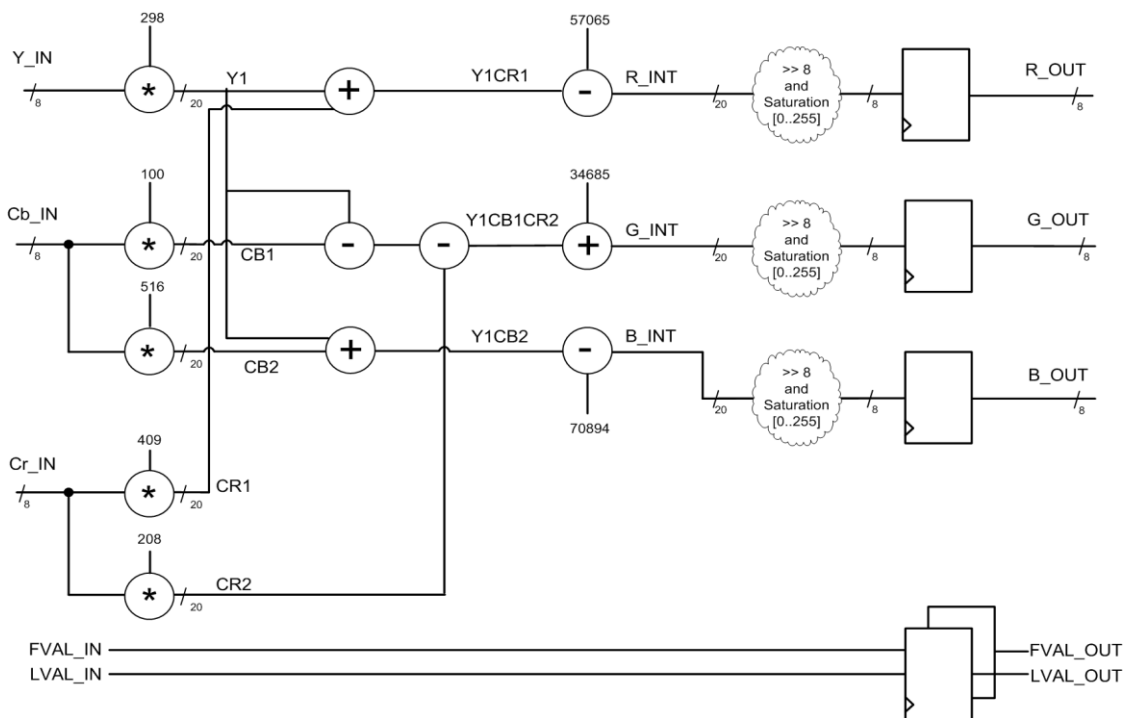 298
57065
Y_IN
Y1
Y1CR1
R_INT
>> 8
and
Saturation
[0..255]
R_OUT
*
+
-
8
20
20
8
8
100
34685
Cb_IN
CB1
Y1CB1CR2
G_INT
>> 8
and
Saturation
[0..255]
G_OUT
*
-
-
+
8
20
20
8
8
516
CB2
Y1CB2
B_INT
>> 8
and
Saturation
[0..255]
B_OUT
*
+
-
20
20
8
8
70894
409
Cr_IN
*
CR1
8
20
208
*
CR2
20
FVAL_IN
FVAL_OUT
LVAL_IN
LVAL_OUT